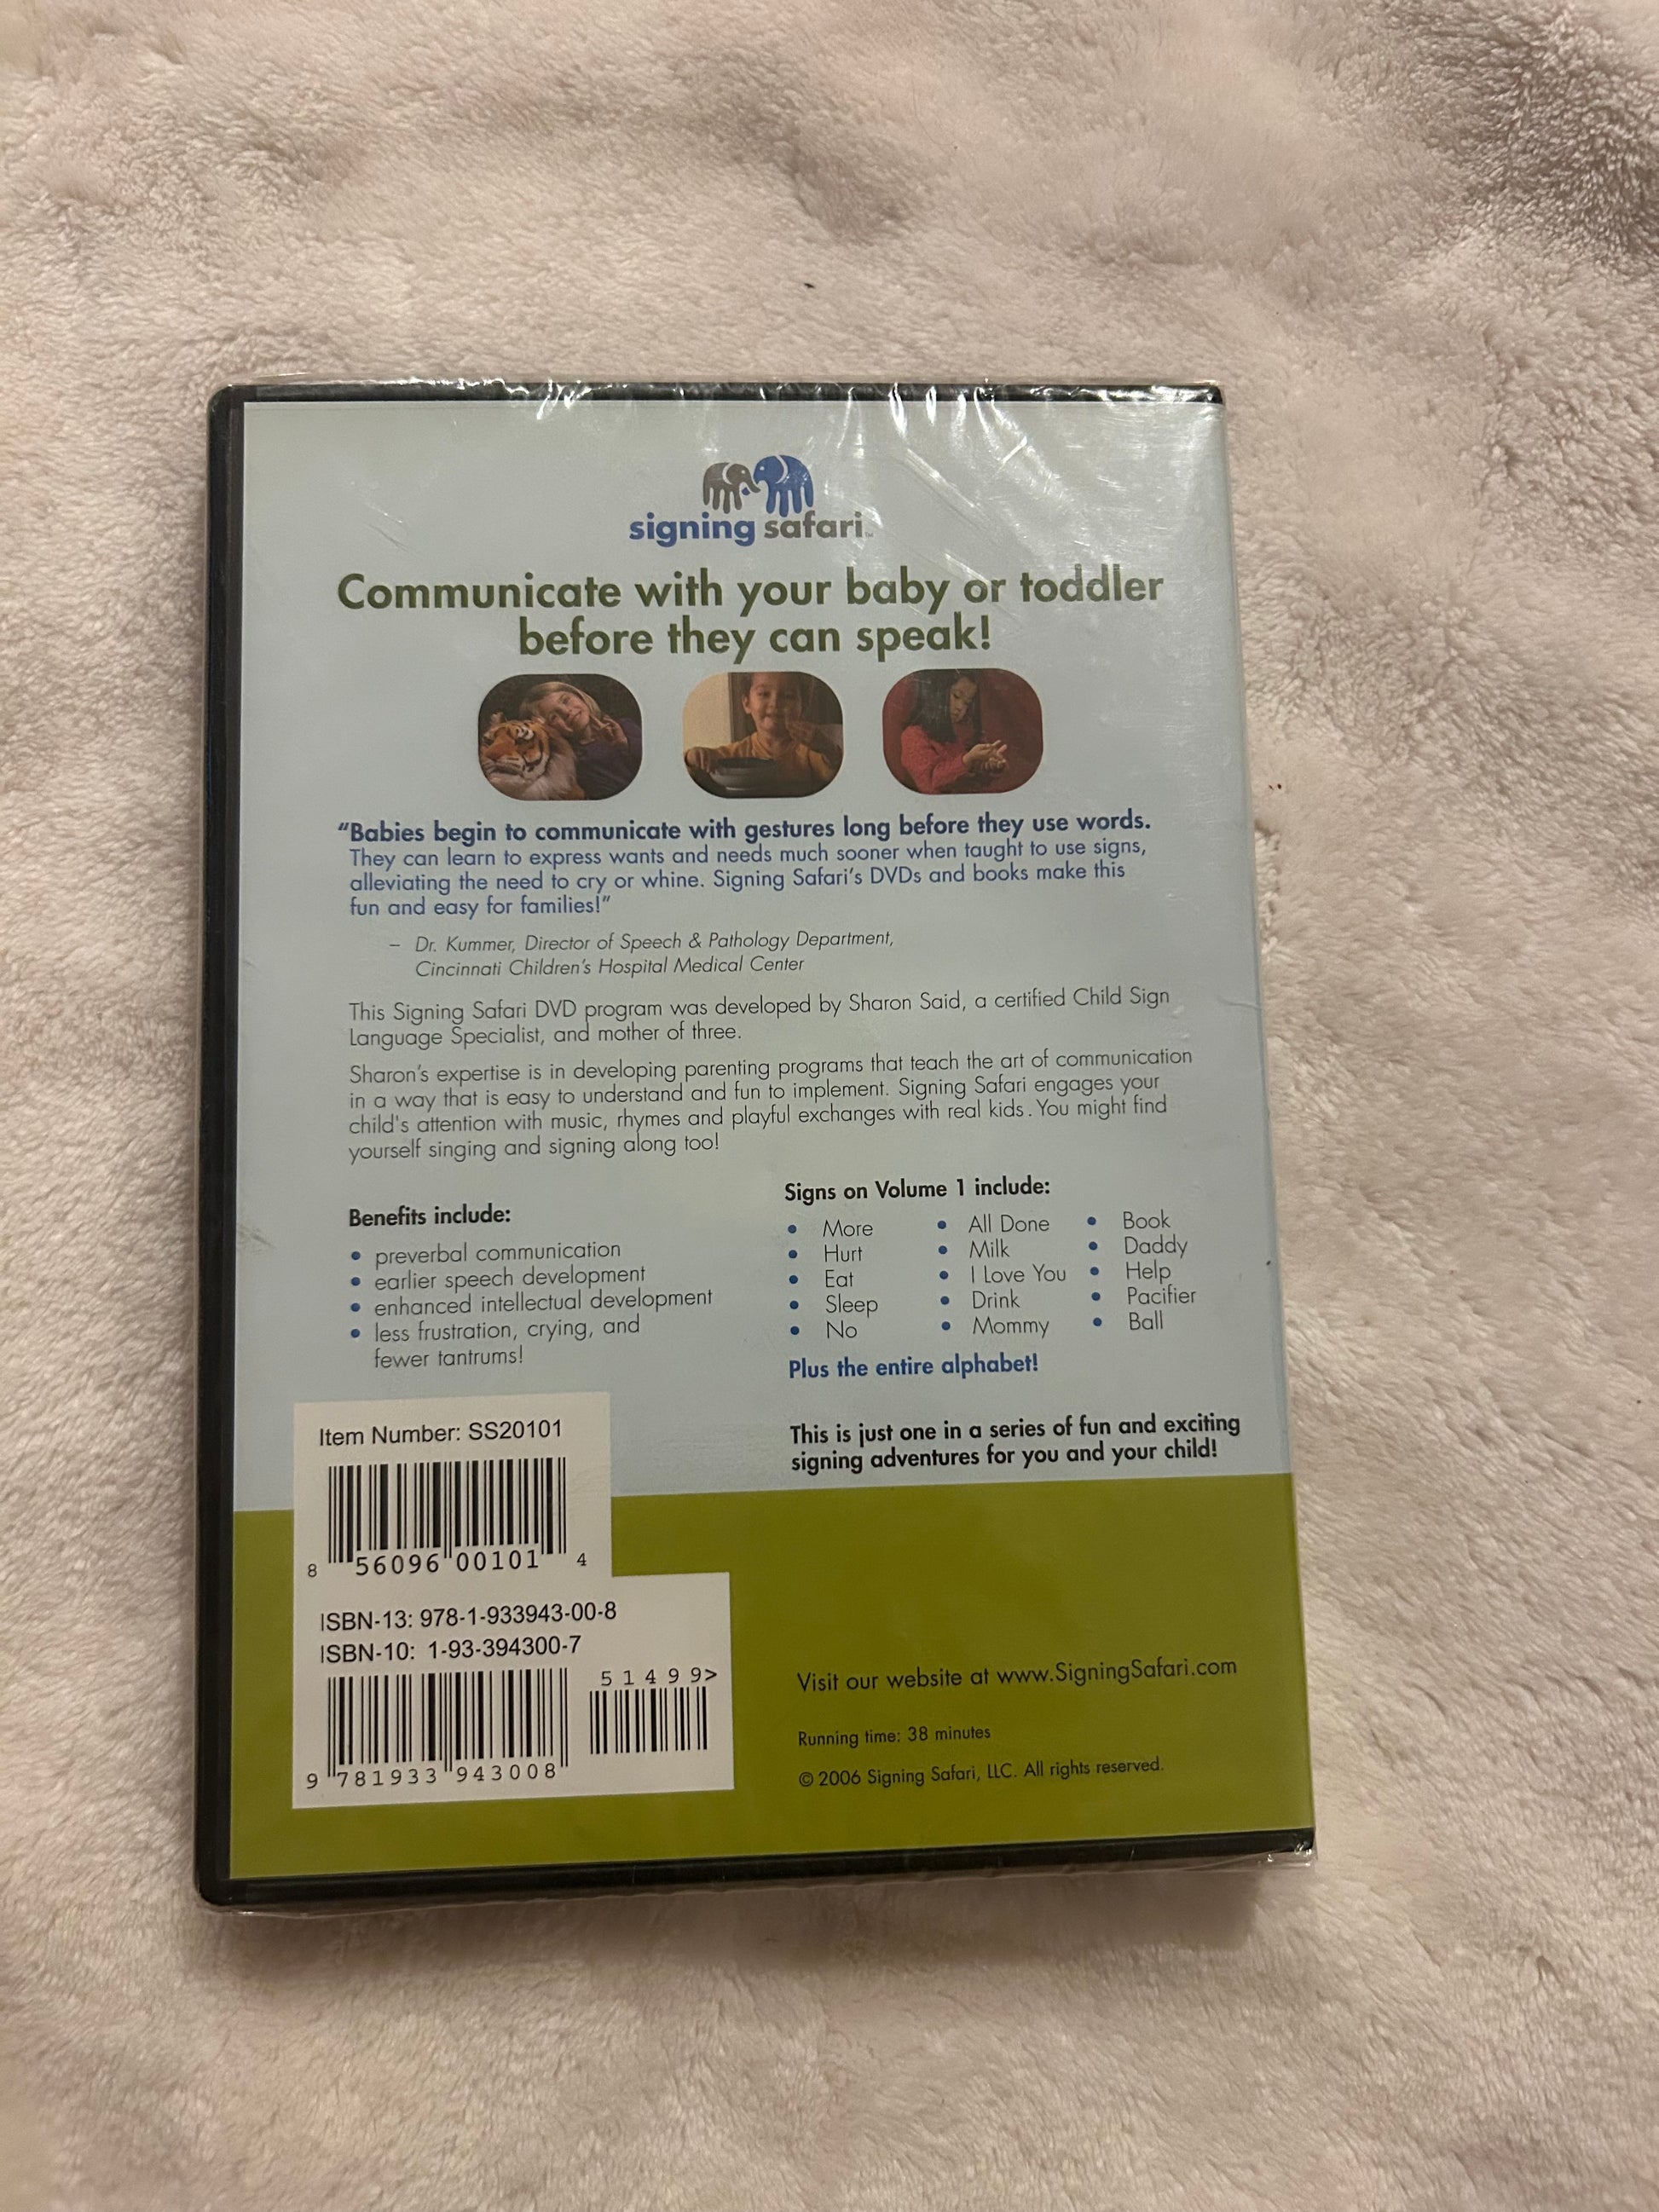 signing safari™
Communicate with your baby or toddler
before they can speak!
“Babies begin to communicate with gestures long before they use words.
They can learn to express wants and needs much sooner when taught to use signs,
alleviating the need to cry or whine. Signing Safari’s DVDs and books make this
fun and easy for families!”
– Dr. Kummer, Director of Speech & Pathology Department,
Cincinnati Children’s Hospital Medical Center
This Signing Safari DVD program was developed by Sharon Said, a certified Child Sign
Language Specialist, and mother of three.
Sharon’s expertise is in developing parenting programs that teach the art of communication
in a way that is easy to understand and fun to implement. Signing Safari engages your
child's attention with music, rhymes and playful exchanges with real kids. You might find
yourself singing and signing along too!
Benefits include:
• preverbal communication
• earlier speech development
• enhanced intellectual development
• less frustration, crying, and
fewer tantrums!
Signs on Volume 1 include:
• More
• Hurt
• Eat
• Sleep
• No
• All Done
• Milk
• I Love You
• Drink
• Mommy
• Book
• Daddy
• Help
• Pacifier
• Ball
Plus the entire alphabet!
This is just one in a series of fun and exciting
signing adventures for you and your child!
Item Number: SS20101
8 56096 00101 4
ISBN-13: 978-1-933943-00-8
ISBN-10: 1-93-394300-7
51499>
9 781933 943008
Visit our website at www.SigningSafari.com
Running time: 38 minutes
© 2006 Signing Safari, LLC. All rights reserved.